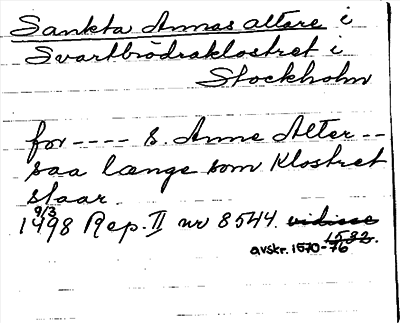 Sankta Annas altare i
Svartbrödraklostret i
Stockholm
for ---- S. Anne Alter --
saa længe som Klostret
staar.
9/3
1498 Rep. II nr 8544. vidisse
1582.
avskr. 1570-76